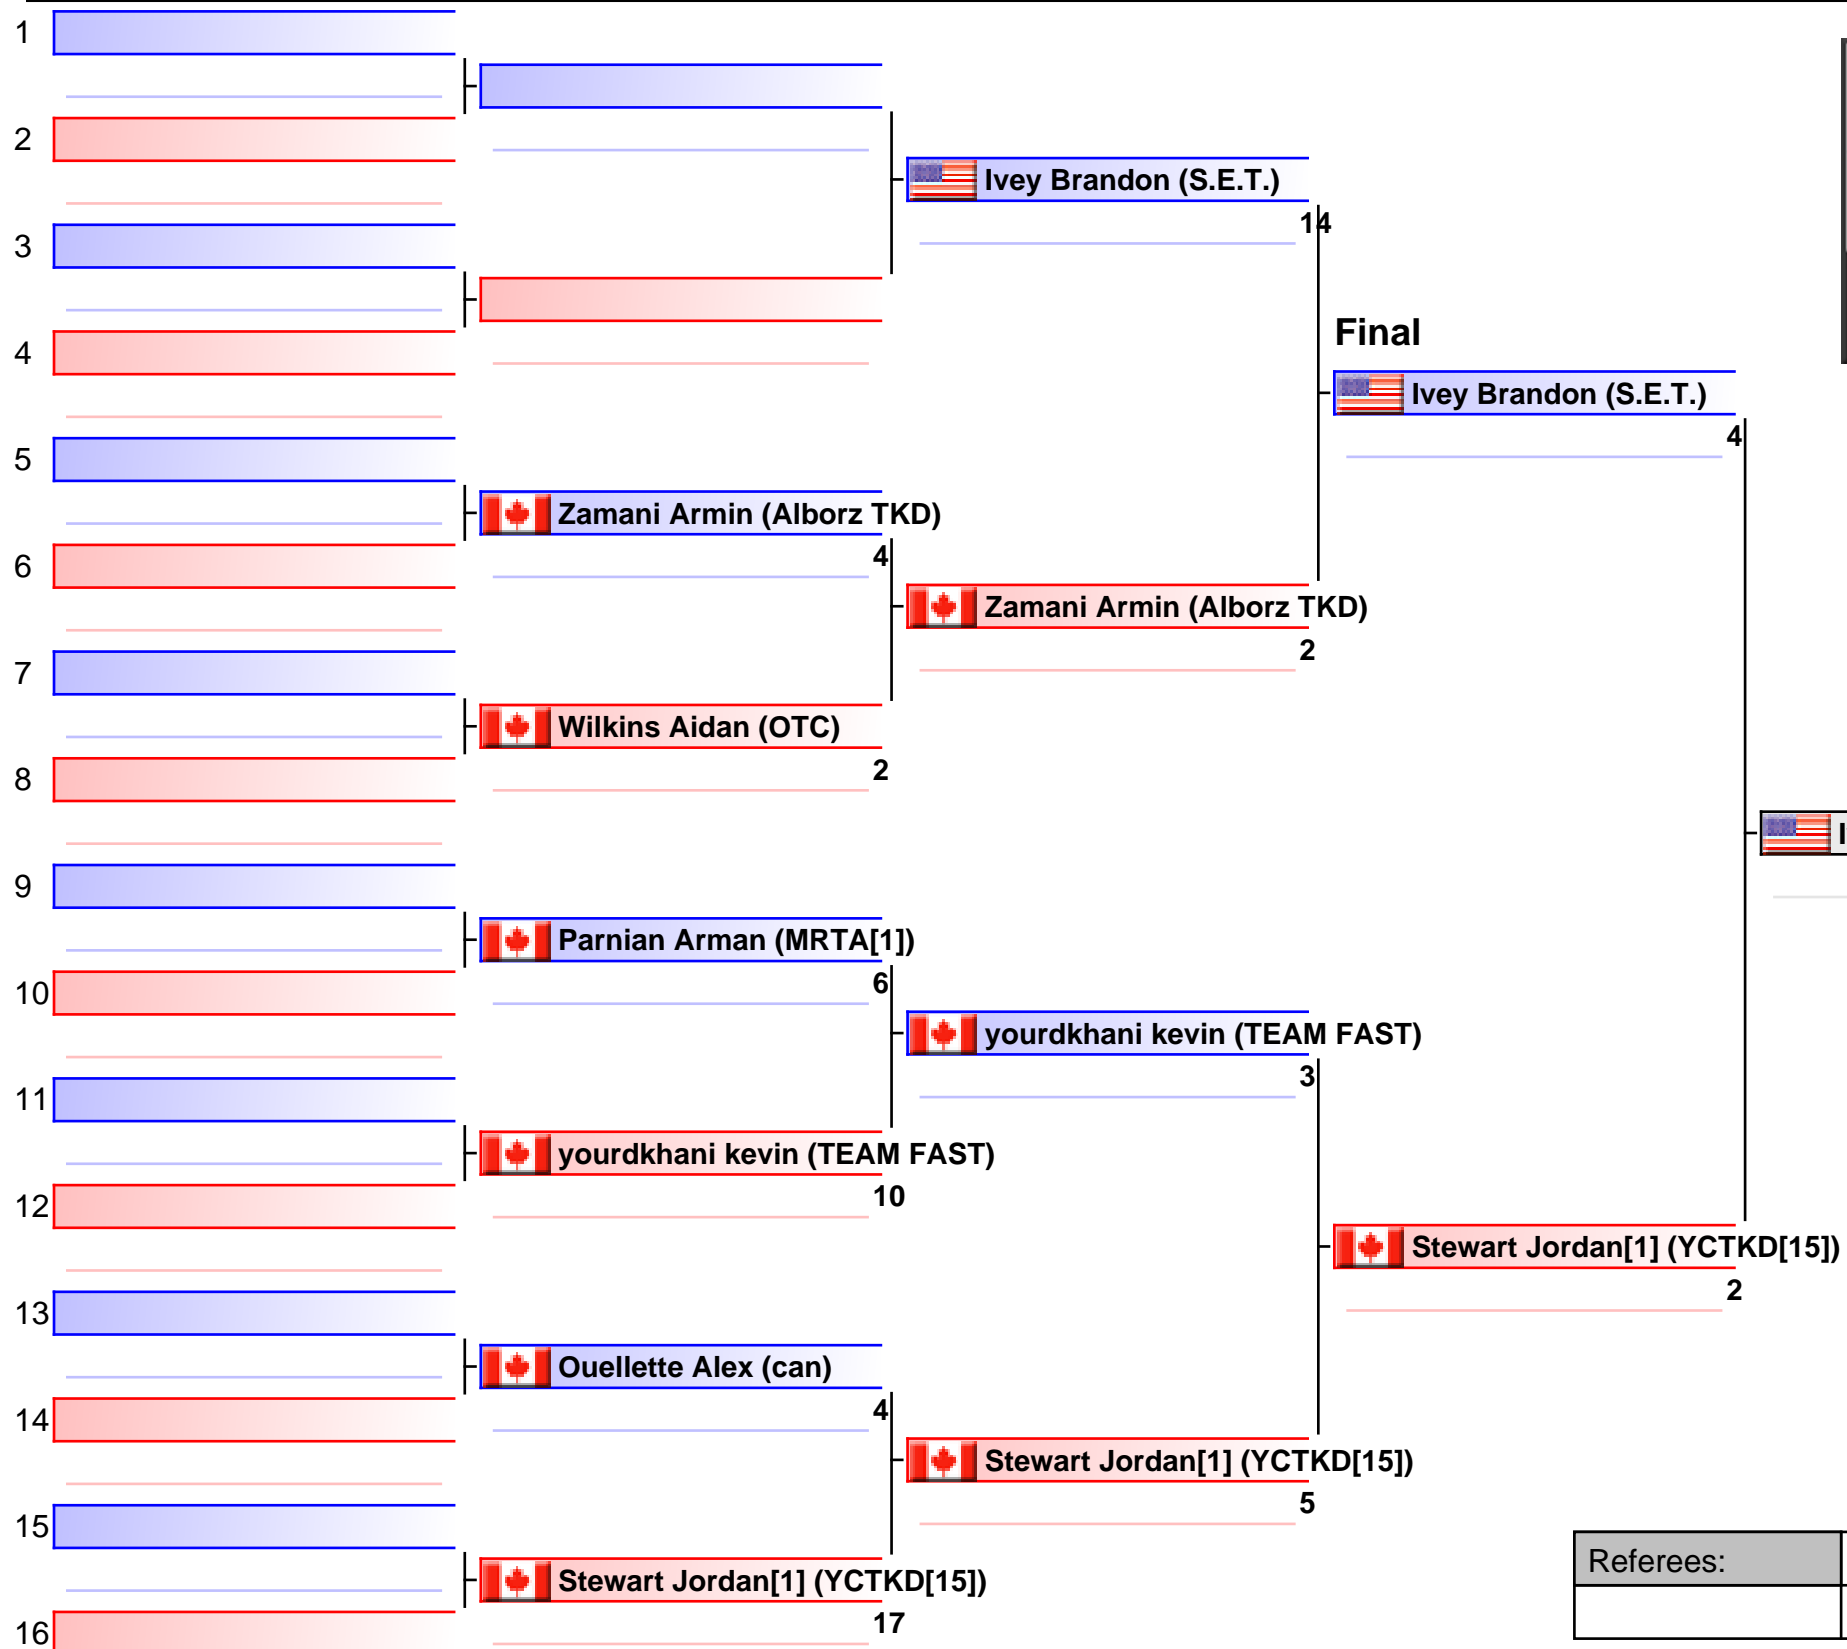 1
2
Ivey Brandon (S.E.T.)
14
3
Final
4
Ivey Brandon (S.E.T.)
4
5
Zamani Armin (Alborz TKD)
4
6
Zamani Armin (Alborz TKD)
2
7
Wilkins Aidan (OTC)
2
8
9
Parnian Arman (MRTA[1])
6
10
yourdkhani kevin (TEAM FAST)
3
11
yourdkhani kevin (TEAM FAST)
10
12
Stewart Jordan[1] (YCTKD[15])
2
13
Ouellette Alex (can)
4
14
Stewart Jordan[1] (YCTKD[15])
5
15
Referees:
Stewart Jordan[1] (YCTKD[15])
17
16